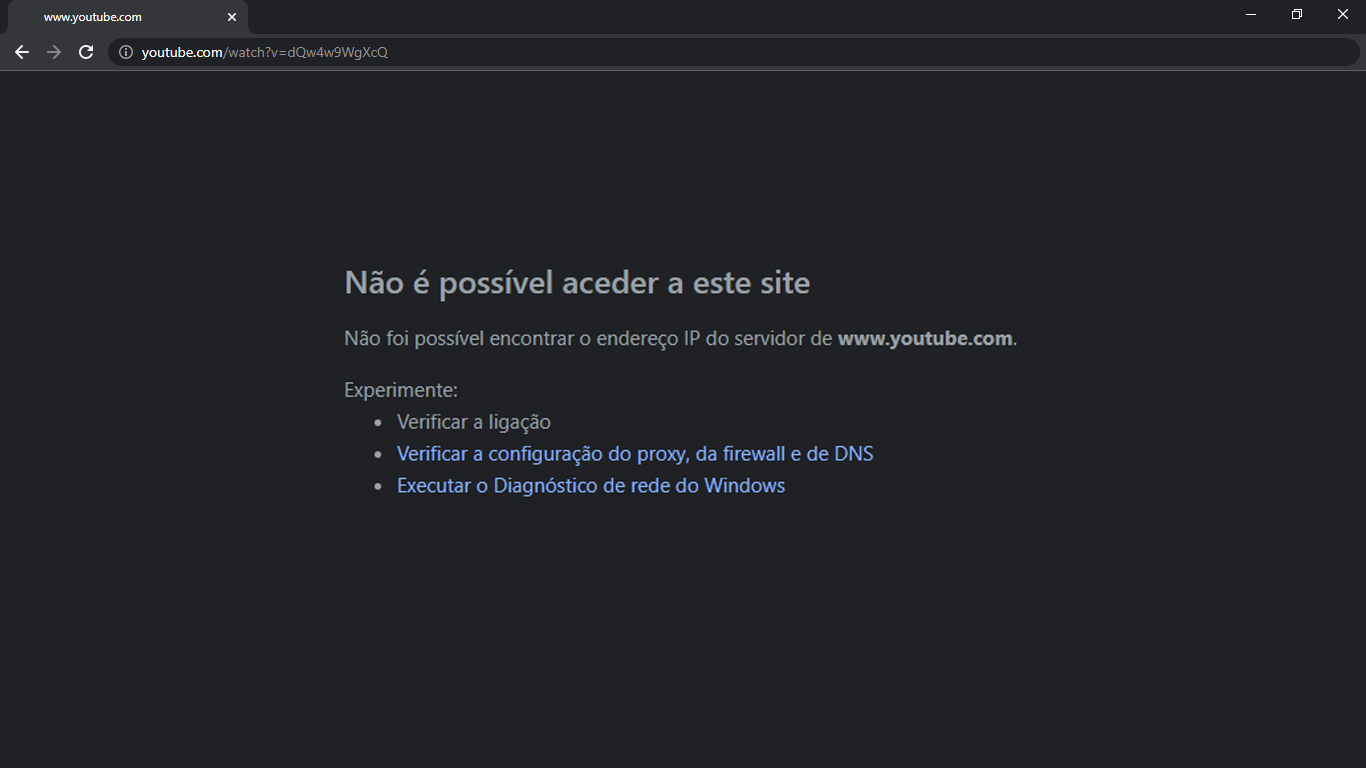 www.youtube.com
youtube.com/watch?v=dQw4w9WgXcQ
Não é possível aceder a este site
Não foi possível encontrar o endereço IP do servidor de www.youtube.com.
Experimente:
Verificar a ligação
Verificar a configuração do proxy, da firewall e de DNS
Executar o Diagnóstico de rede do Windows